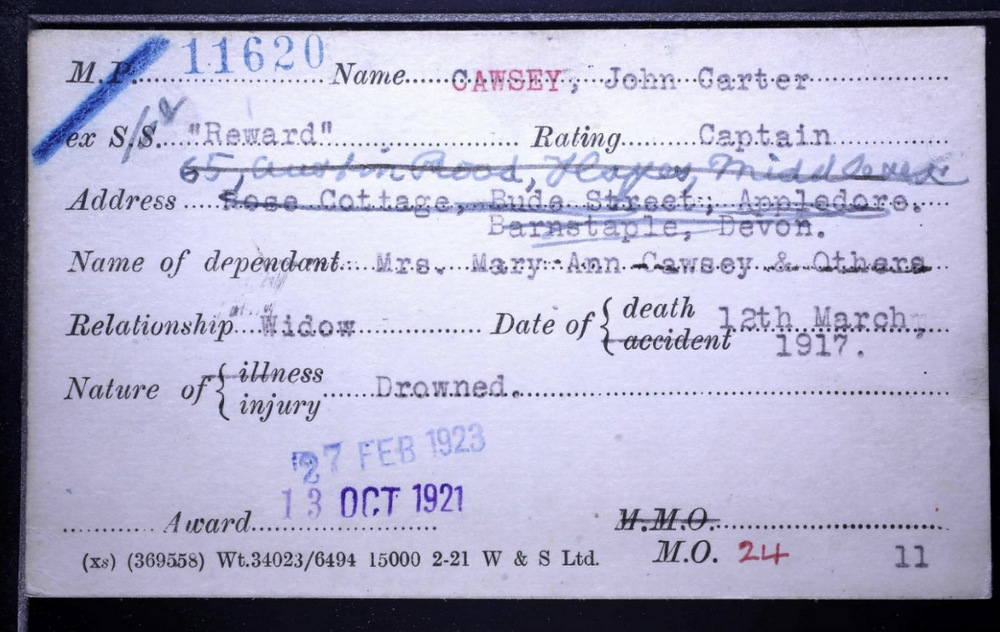 M.P. 11620 Name CAWSEY, John Carter
ex S.S. "Reward" Rating Captain
65, Austin Road, Hayes, Middlesex
Address Rose Cottage, Bude Street, Appledore.
Barnstaple, Devon.
Name of dependant Mrs. Mary Ann Cawsey & Others
Relationship Widow Date of { death 12th March,
accident 1917.
Nature of { illness
injury Drowned.
27 FEB 1923
13 OCT 1921
Award M.M.O.
(xs) (369558) Wt.34023/6494 15000 2-21 W & S Ltd. M.O. 24 11